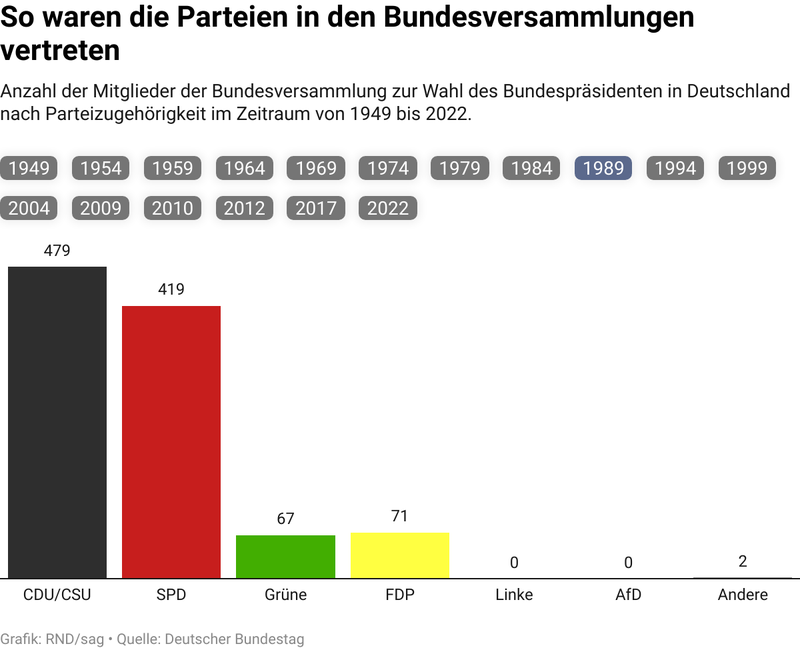 So waren die Parteien in den Bundesversammlungen
vertreten
Anzahl der Mitglieder der Bundesversammlung zur Wahl des Bundespräsidenten in Deutschland
nach Parteizugehörigkeit im Zeitraum von 1949 bis 2022.
1949 1954 1959 1964 1969 1974 1979 1984 1989 1994 1999
2004 2009 2010 2012 2017 2022
479
419
67
71
0
0
2
CDU/CSU SPD Grüne FDP Linke AfD Andere
Grafik: RND/sag • Quelle: Deutscher Bundestag